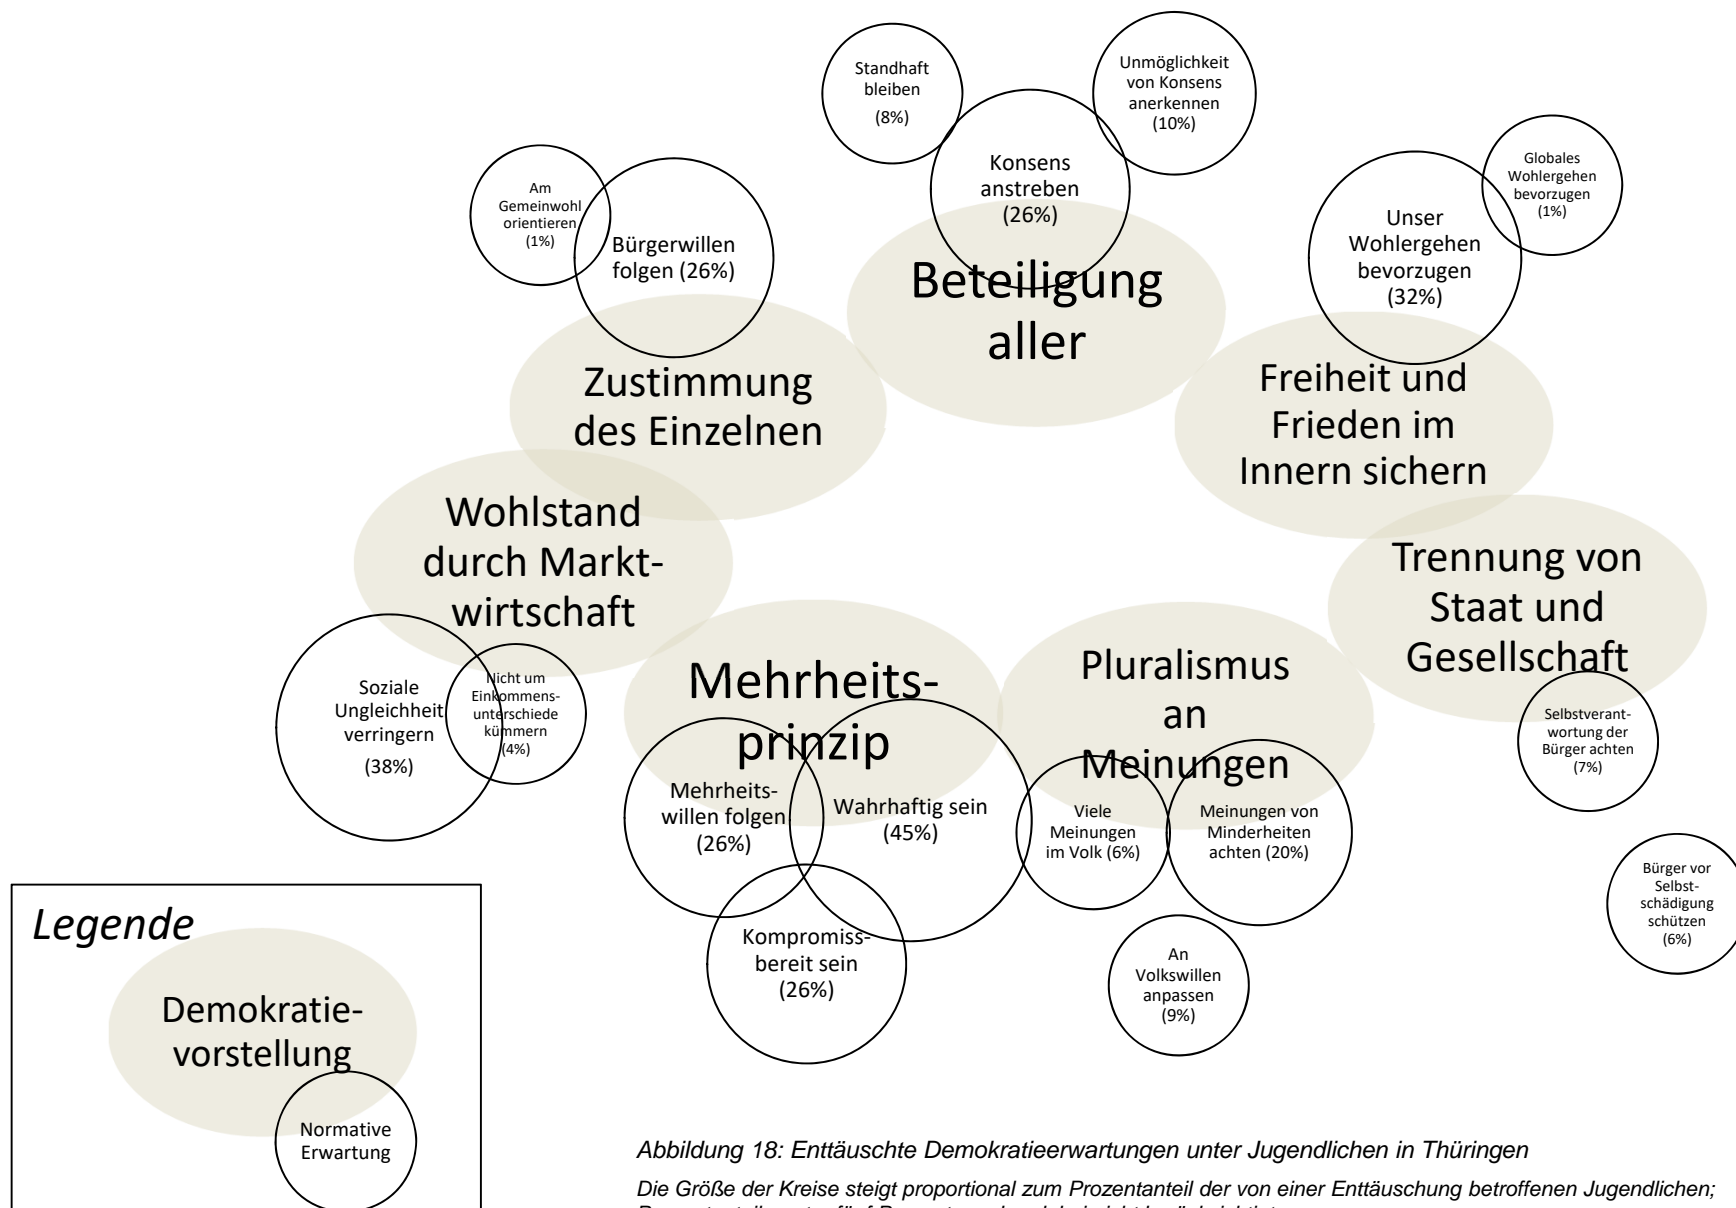 Standhaft
bleiben
(8%)
Unmöglichkeit
von Konsens
anerkennen
(10%)
Konsens
anstreben
(26%)
Beteiligung
aller
Am
Gemeinwohl
orientieren
(1%)
Bürgerwillen
folgen (26%)
Zustimmung
des Einzelnen
Globales
Wohlergehen
bevorzugen
(1%)
Unser
Wohlergehen
bevorzugen
(32%)
Freiheit und
Frieden im
Innern sichern
Wohlstand
durch Markt-
wirtschaft
Soziale
Ungleichheit
verringern
(38%)
Nicht um
Einkommens-
unterschiede
kümmern
(4%)
Mehrheits-
prinzip
Mehrheits-
willen folgen
(26%)
Wahrhaftig sein
(45%)
Kompromiss-
bereit sein
(26%)
Pluralismus
an
Meinungen
Viele
Meinungen
im Volk (6%)
Meinungen von
Minderheiten
achten (20%)
An
Volkswillen
anpassen
(9%)
Trennung von
Staat und
Gesellschaft
Selbstverant-
wortung der
Bürger achten
(7%)
Bürger vor
Selbst-
schädigung
schützen
(6%)
Legende
Demokratie-
vorstellung
Normative
Erwartung
Abbildung 18: Enttäuschte Demokratieerwartungen unter Jugendlichen in Thüringen
Die Größe der Kreise steigt proportional zum Prozentanteil der von einer Enttäuschung betroffenen Jugendlichen;